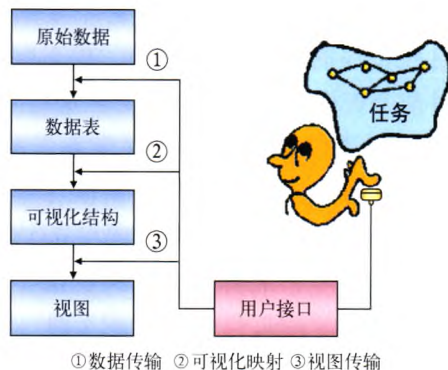 原始数据
①
数据表
②
可视化结构
③
视图
任务
用户接口
①数据传输 ②可视化映射 ③视图传输